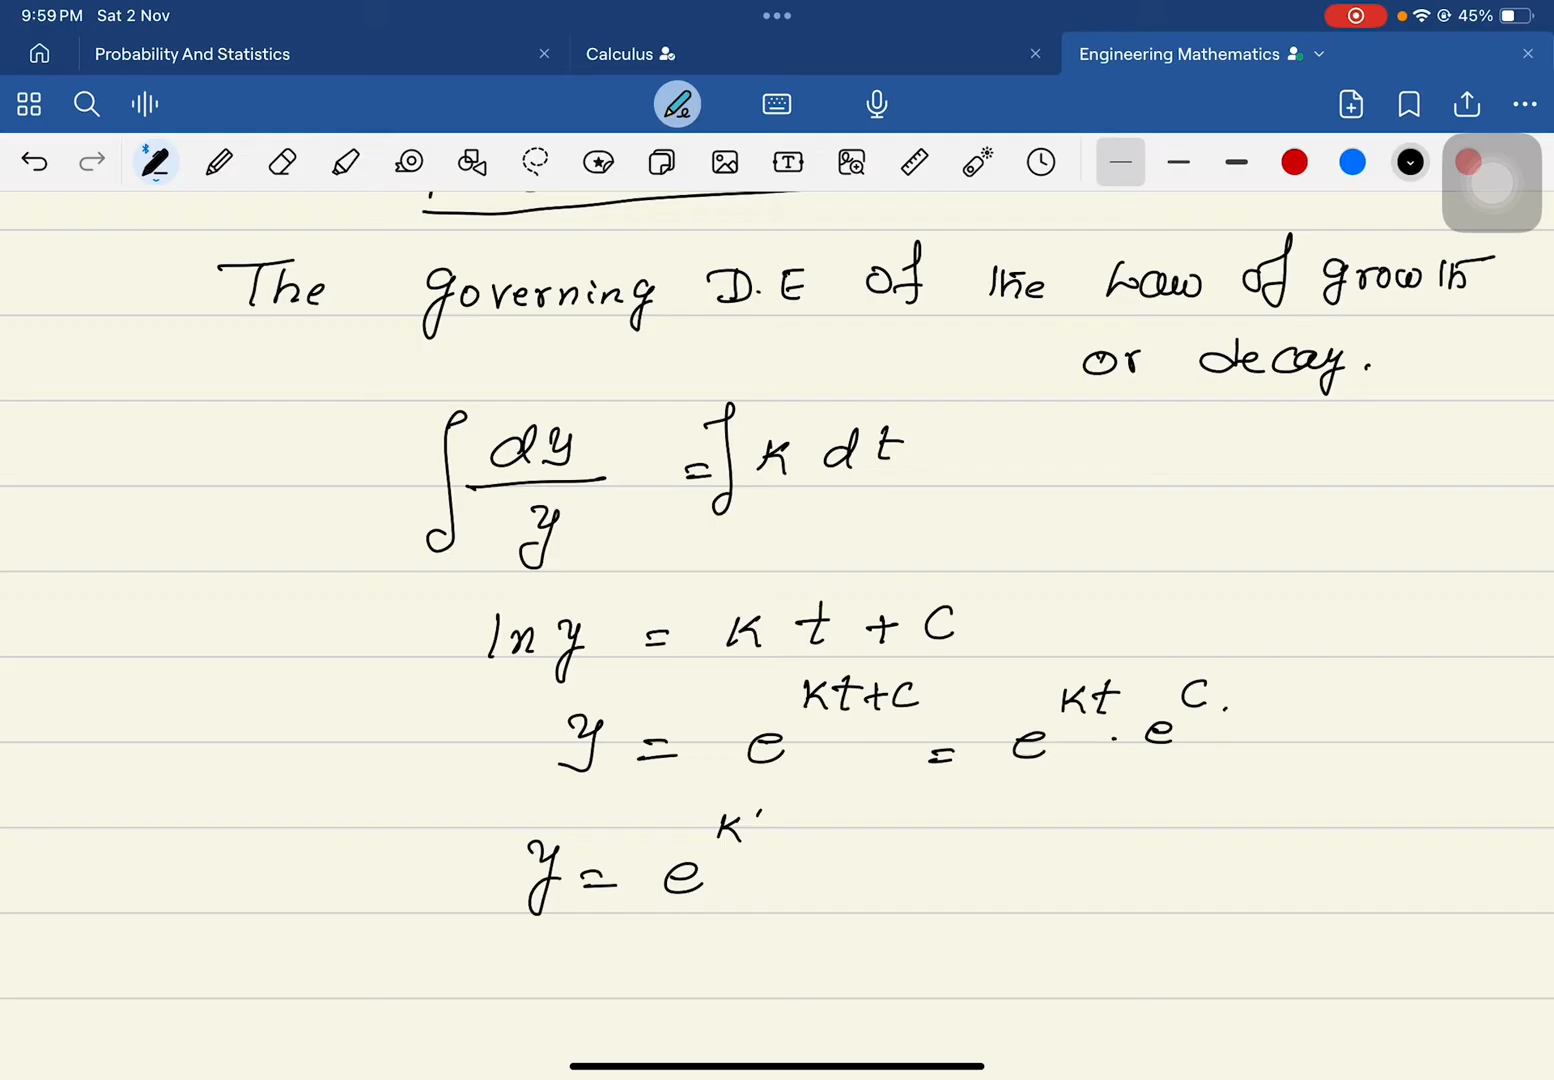 9:59 PM Sat 2 Nov 45%
Probability And Statistics Calculus Engineering Mathematics
The governing D.E of the Law of growth
or decay.
∫ dy/y = ∫ k dt
ln y = k t + C
y = e^(kt+C) = e^(kt) . e^C.
y = e^k'